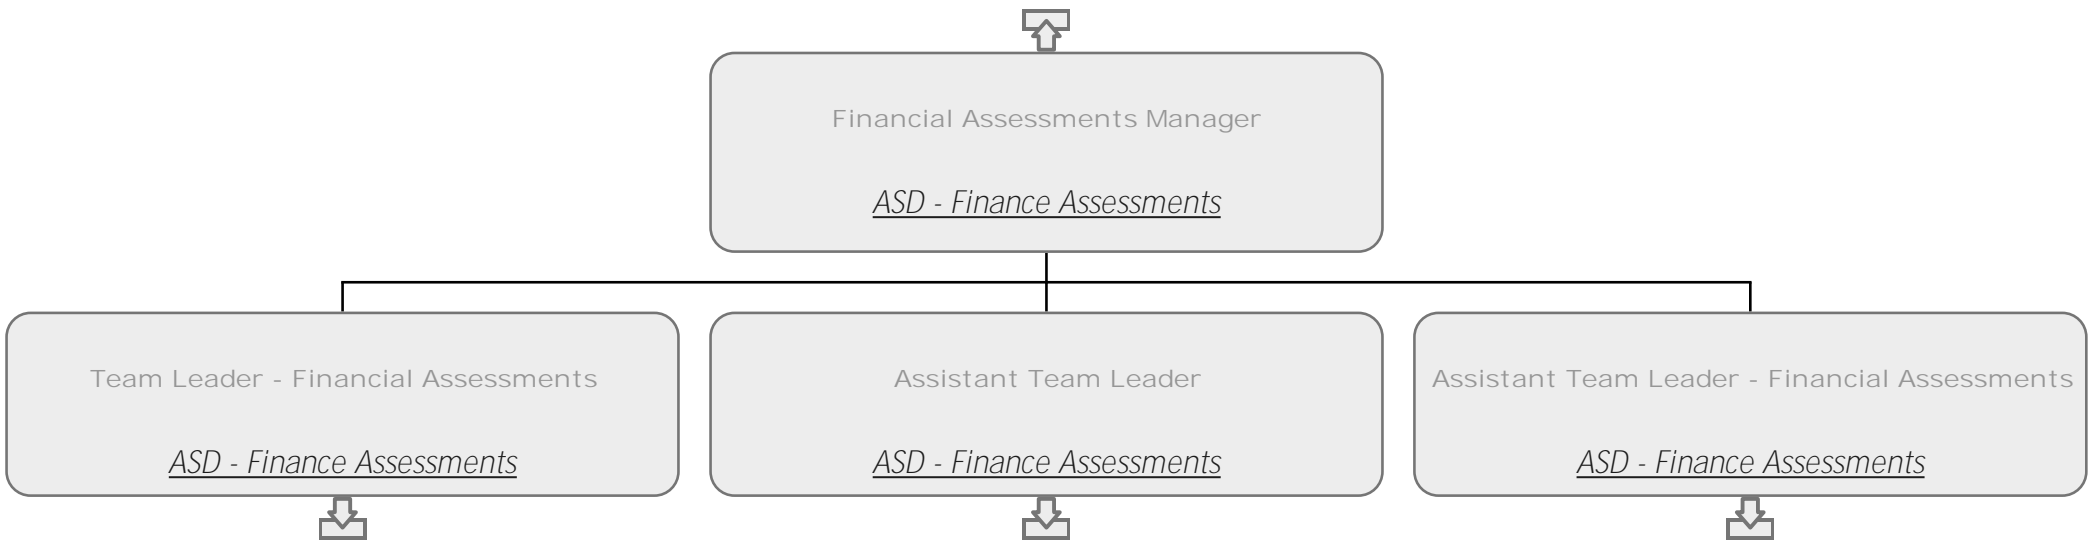 Financial Assessments Manager
ASD - Finance Assessments
Team Leader - Financial Assessments
ASD - Finance Assessments
Assistant Team Leader
ASD - Finance Assessments
Assistant Team Leader - Financial Assessments
ASD - Finance Assessments